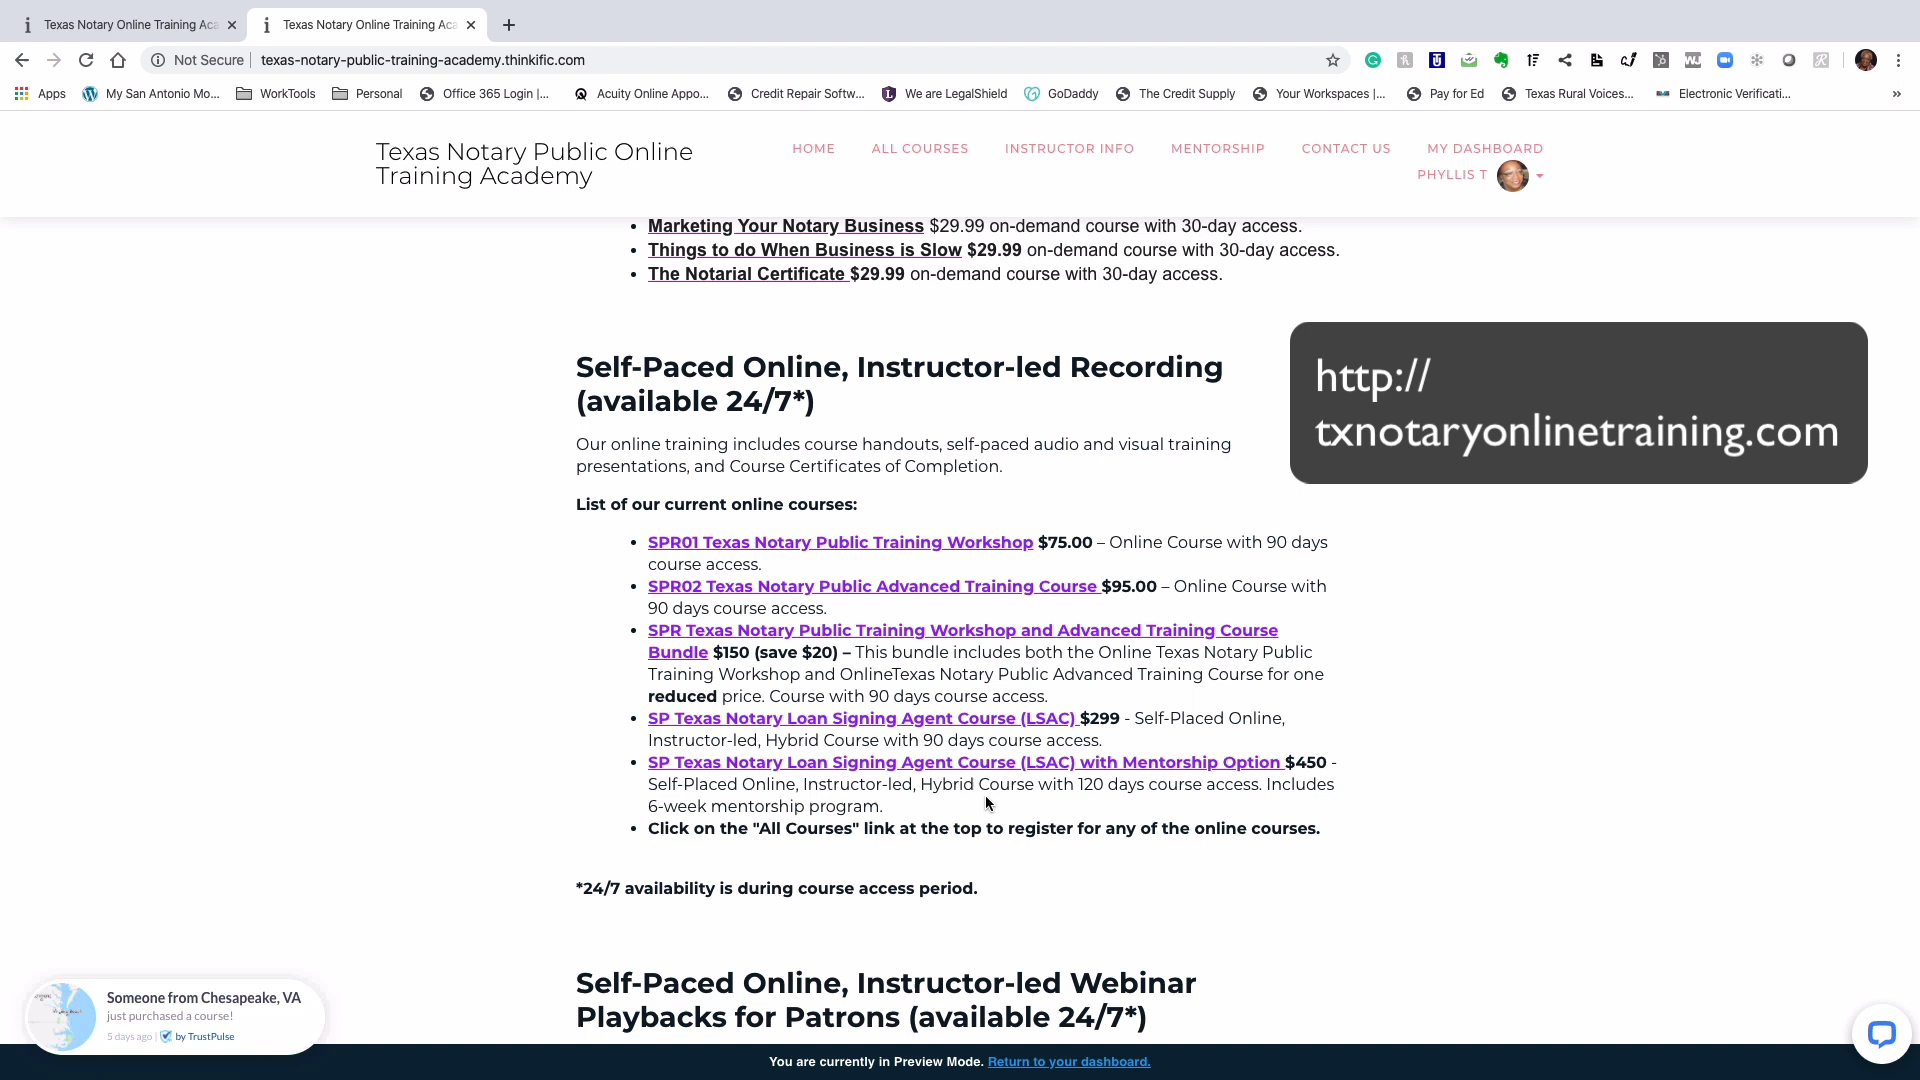 Texas Notary Online Training Aca
Texas Notary Online Training Aca
Not Secure
texas-notary-public-training-academy.thinkific.com
Apps
My San Antonio Mo...
WorkTools
Personal
Office 365 Login |...
Acuity Online Appo...
Credit Repair Softw...
We are LegalShield
GoDaddy
The Credit Supply
Your Workspaces |...
Pay for Ed
Texas Rural Voices...
Electronic Verificati...
»
Texas Notary Public Online
Training Academy
HOME
ALL COURSES
INSTRUCTOR INFO
MENTORSHIP
CONTACT US
MY DASHBOARD
PHYLLIS T
• Marketing Your Notary Business $29.99 on-demand course with 30-day access.
• Things to do When Business is Slow $29.99 on-demand course with 30-day access.
• The Notarial Certificate $29.99 on-demand course with 30-day access.
Self-Paced Online, Instructor-led Recording
(available 24/7*)
http://
txnotaryonlinetraining.com
Our online training includes course handouts, self-paced audio and visual training
presentations, and Course Certificates of Completion.
List of our current online courses:
• SPR01 Texas Notary Public Training Workshop $75.00 – Online Course with 90 days
course access.
• SPR02 Texas Notary Public Advanced Training Course $95.00 – Online Course with
90 days course access.
• SPR Texas Notary Public Training Workshop and Advanced Training Course
Bundle $150 (save $20) – This bundle includes both the Online Texas Notary Public
Training Workshop and OnlineTexas Notary Public Advanced Training Course for one
reduced price. Course with 90 days course access.
• SP Texas Notary Loan Signing Agent Course (LSAC) $299 - Self-Placed Online,
Instructor-led, Hybrid Course with 90 days course access.
• SP Texas Notary Loan Signing Agent Course (LSAC) with Mentorship Option $450 -
Self-Placed Online, Instructor-led, Hybrid Course with 120 days course access. Includes
6-week mentorship program.
• Click on the "All Courses" link at the top to register for any of the online courses.
*24/7 availability is during course access period.
Self-Paced Online, Instructor-led Webinar
Playbacks for Patrons (available 24/7*)
Someone from Chesapeake, VA
just purchased a course!
5 days ago | by TrustPulse
You are currently in Preview Mode. Return to your dashboard.